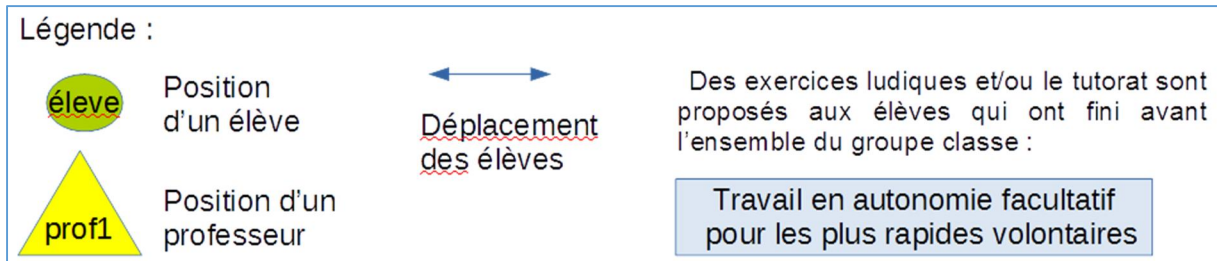 Légende :
éleve
Position
d'un élève
prof1
Position d'un
professeur
Déplacement
des élèves
Des exercices ludiques et/ou le tutorat sont
proposés aux élèves qui ont fini avant
l'ensemble du groupe classe :
Travail en autonomie facultatif
pour les plus rapides volontaires